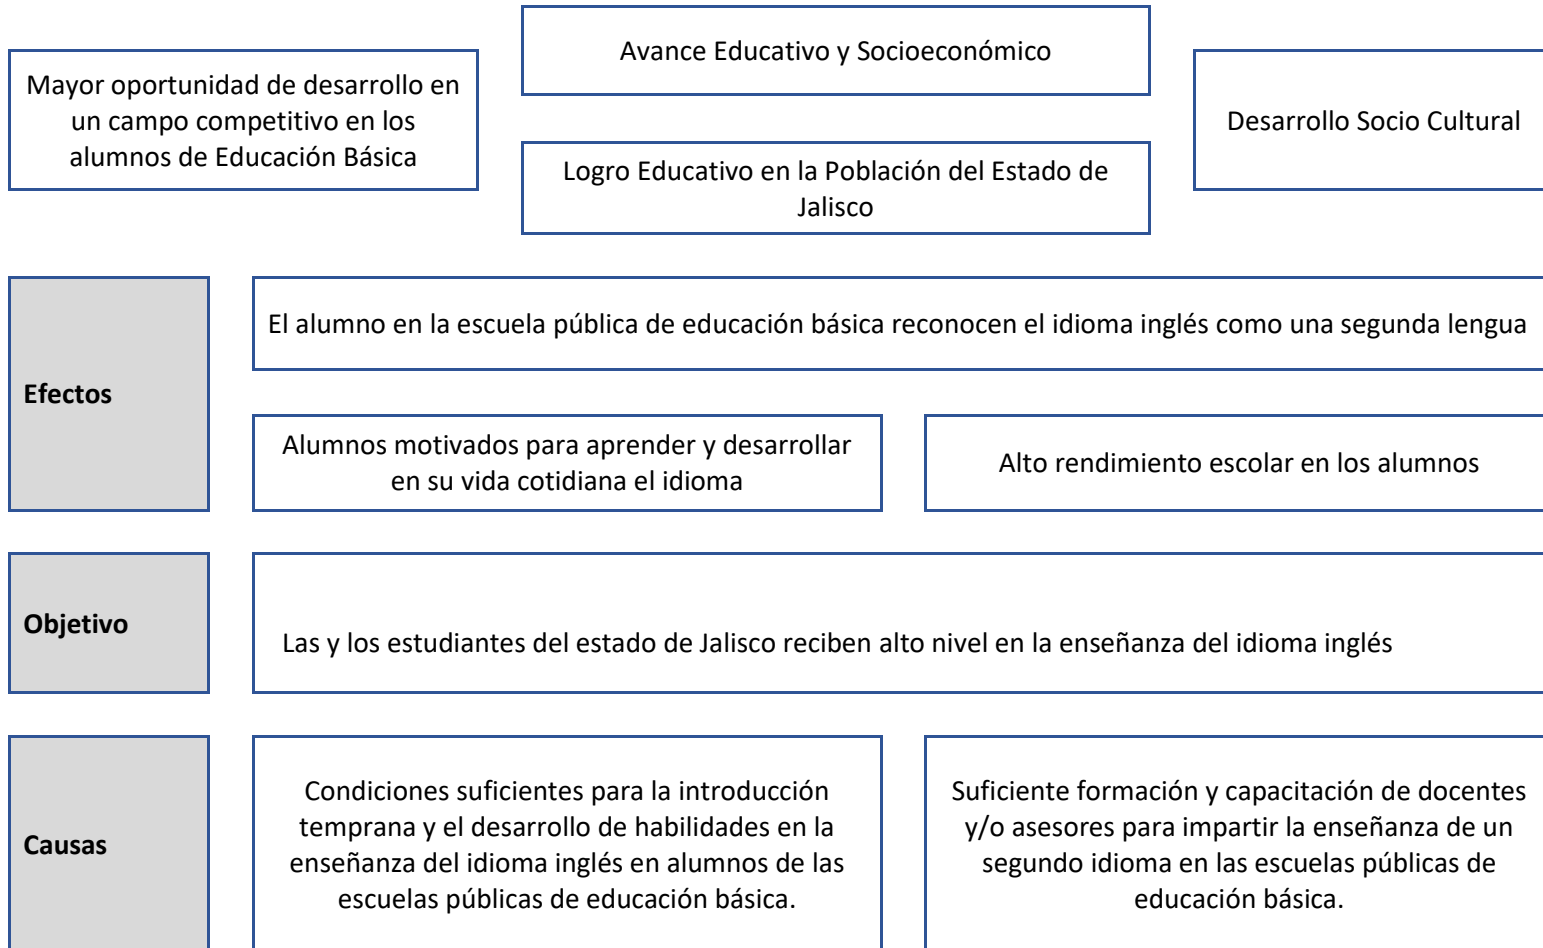 Avance Educativo y Socioeconómico
Mayor oportunidad de desarrollo en
un campo competitivo en los
alumnos de Educación Básica
Desarrollo Socio Cultural
Logro Educativo en la Población del Estado de
Jalisco
Efectos
El alumno en la escuela pública de educación básica reconocen el idioma inglés como una segunda lengua
Alumnos motivados para aprender y desarrollar
en su vida cotidiana el idioma
Alto rendimiento escolar en los alumnos
Objetivo
Las y los estudiantes del estado de Jalisco reciben alto nivel en la enseñanza del idioma inglés
Causas
Condiciones suficientes para la introducción
temprana y el desarrollo de habilidades en la
enseñanza del idioma inglés en alumnos de las
escuelas públicas de educación básica.
Suficiente formación y capacitación de docentes
y/o asesores para impartir la enseñanza de un
segundo idioma en las escuelas públicas de
educación básica.